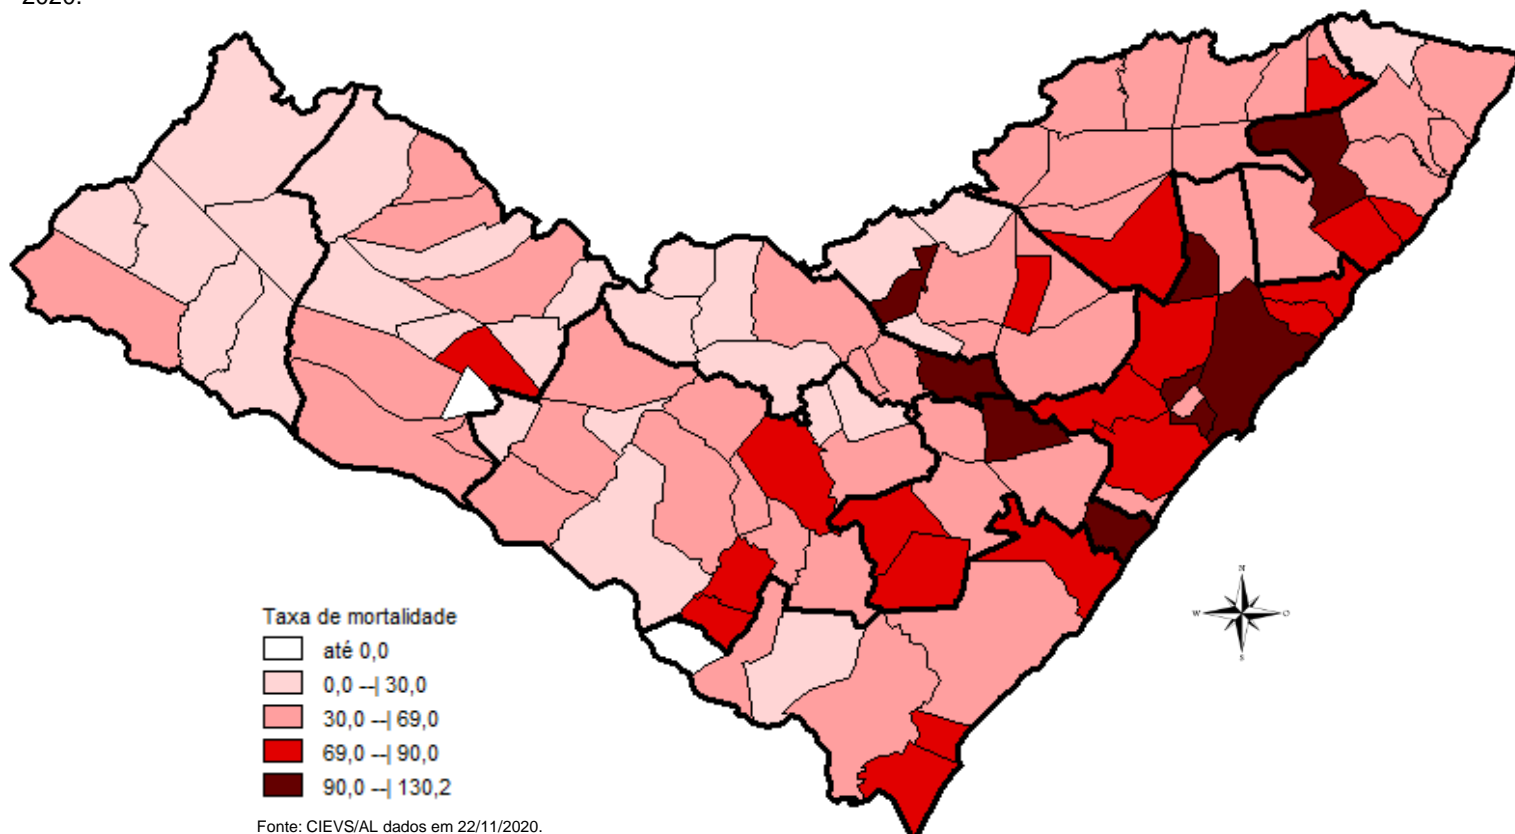 2020.
N
W
O
S
Taxa de mortalidade
até 0,0
0,0 --| 30,0
30,0 --| 69,0
69,0 --| 90,0
90,0 --| 130,2
Fonte: CIEVS/AL dados em 22/11/2020.